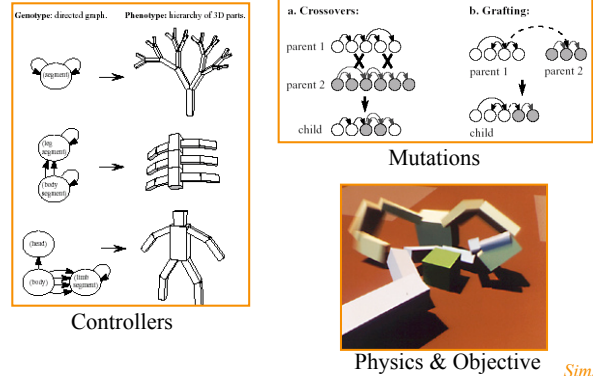 Genotype: directed graph. Phenotype: hierarchy of 3D parts.
(segment)
(leg
segment)
(body
segment)
(head)
(body)
(limb
segment)
Controllers
a. Crossovers:
parent 1
parent 2
child
b. Grafting:
parent 1
parent 2
child
Mutations
Physics & Objective